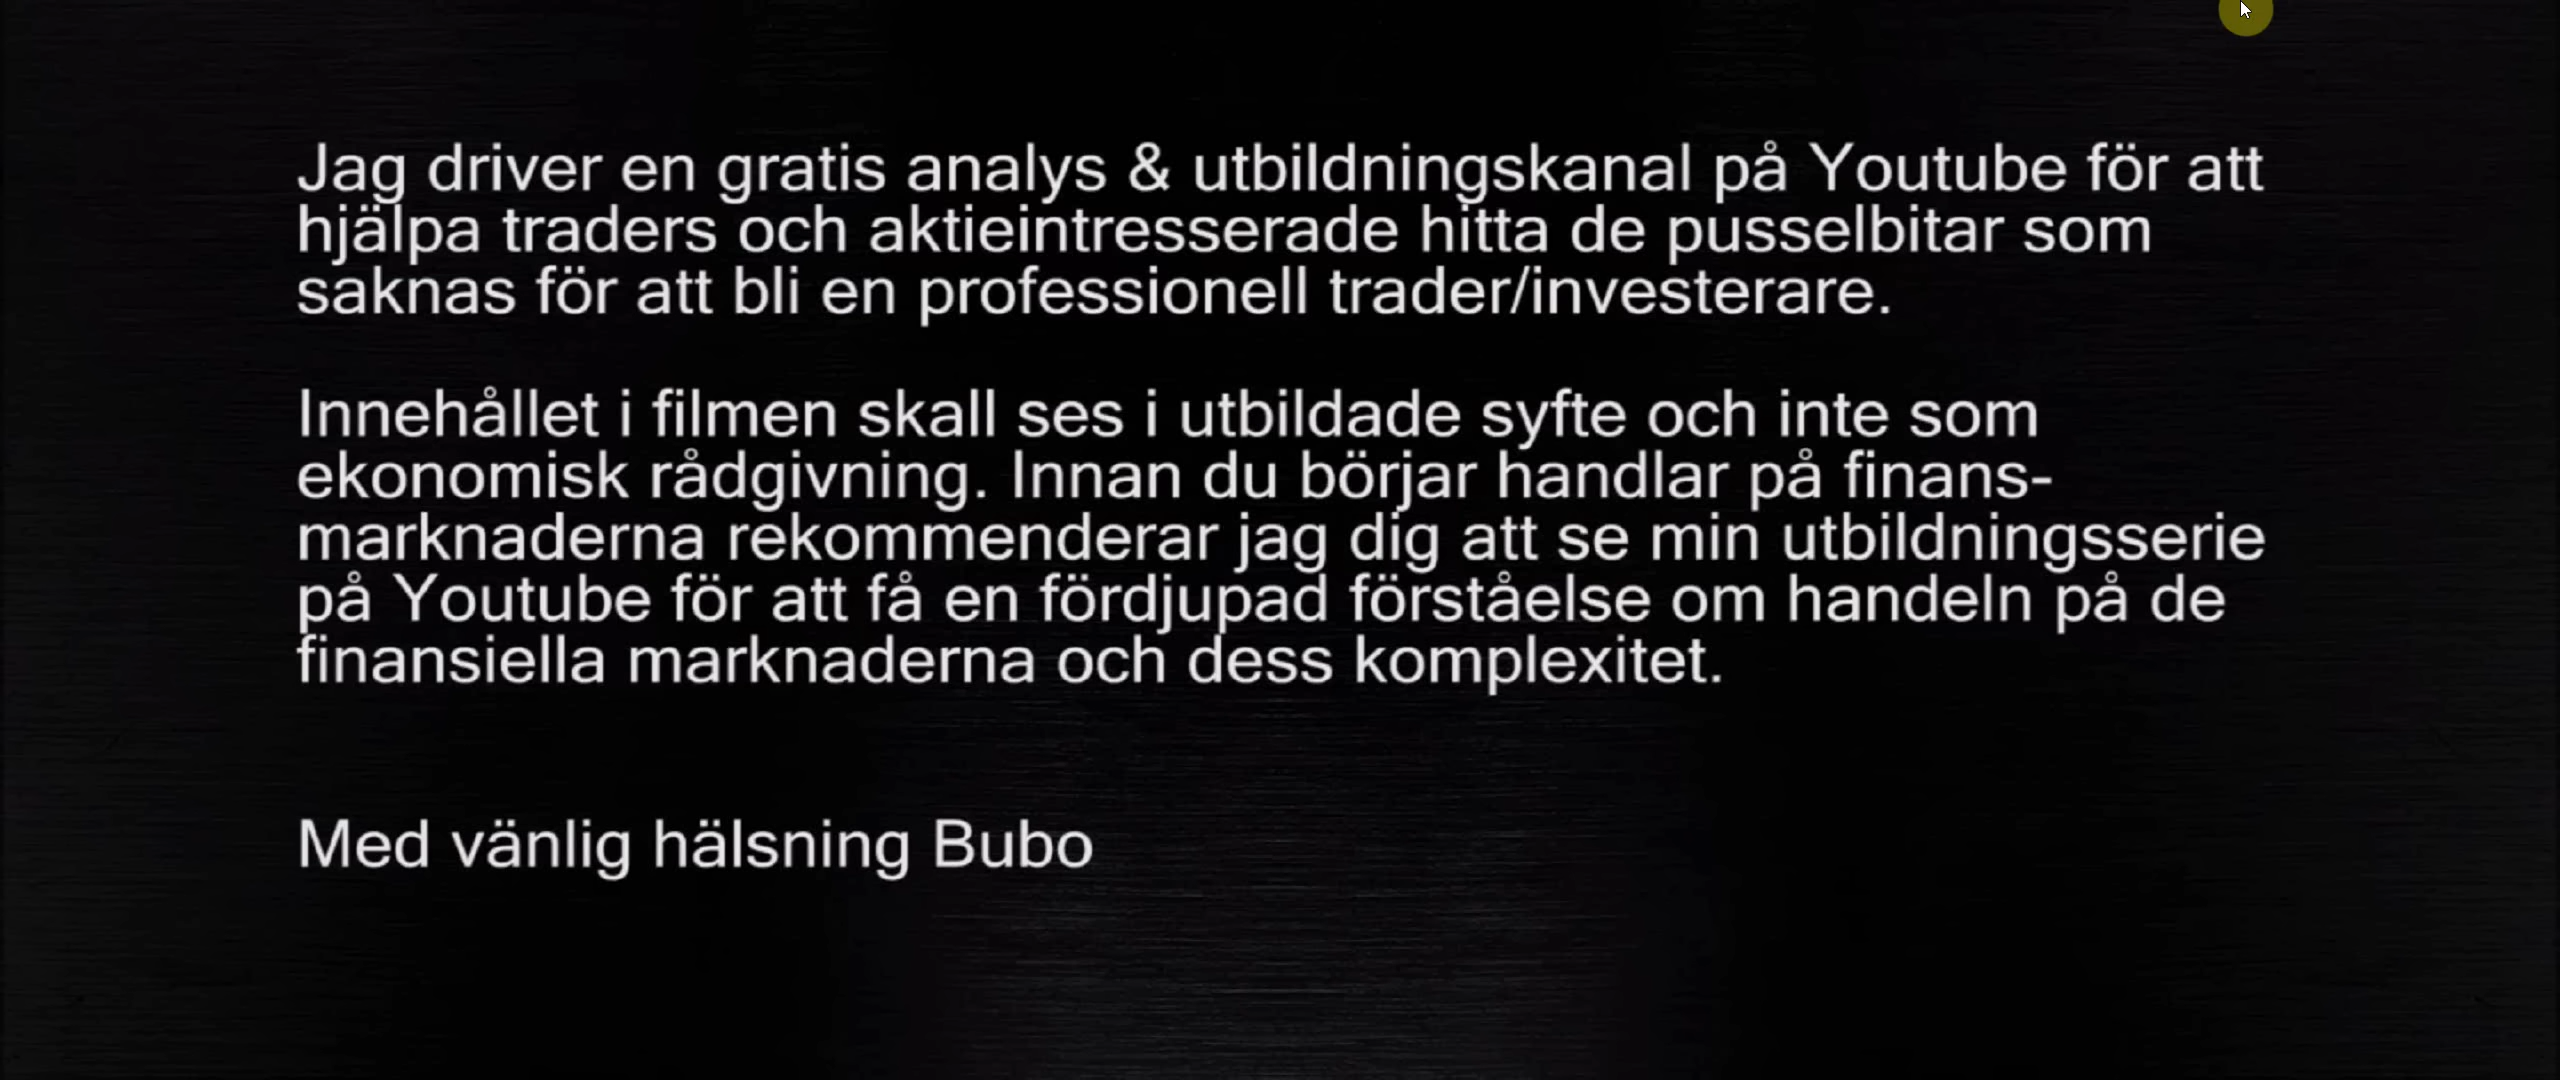 Jag driver en gratis analys & utbildningskanal på Youtube för att
hjälpa traders och aktieintresserade hitta de pusselbitar som
saknas för att bli en professionell trader/investerare.
Innehållet i filmen skall ses i utbildade syfte och inte som
ekonomisk rådgivning. Innan du börjar handlar på finans-
marknaderna rekommenderar jag dig att se min utbildningsserie
på Youtube för att få en fördjupad förståelse om handeln på de
finansiella marknaderna och dess komplexitet.
Med vänlig hälsning Bubo